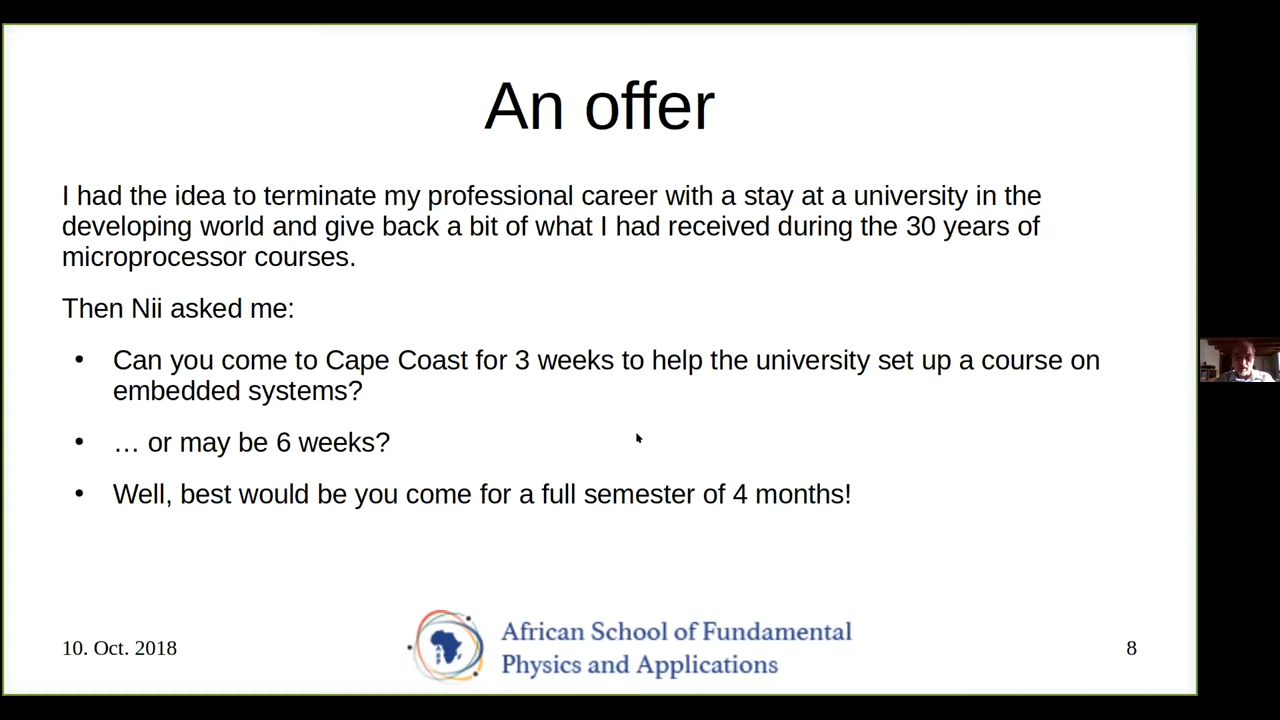 An offer
I had the idea to terminate my professional career with a stay at a university in the
developing world and give back a bit of what I had received during the 30 years of
microprocessor courses.
Then Nii asked me:
• Can you come to Cape Coast for 3 weeks to help the university set up a course on
embedded systems?
• … or may be 6 weeks?
• Well, best would be you come for a full semester of 4 months!
10. Oct. 2018
African School of Fundamental
Physics and Applications
8